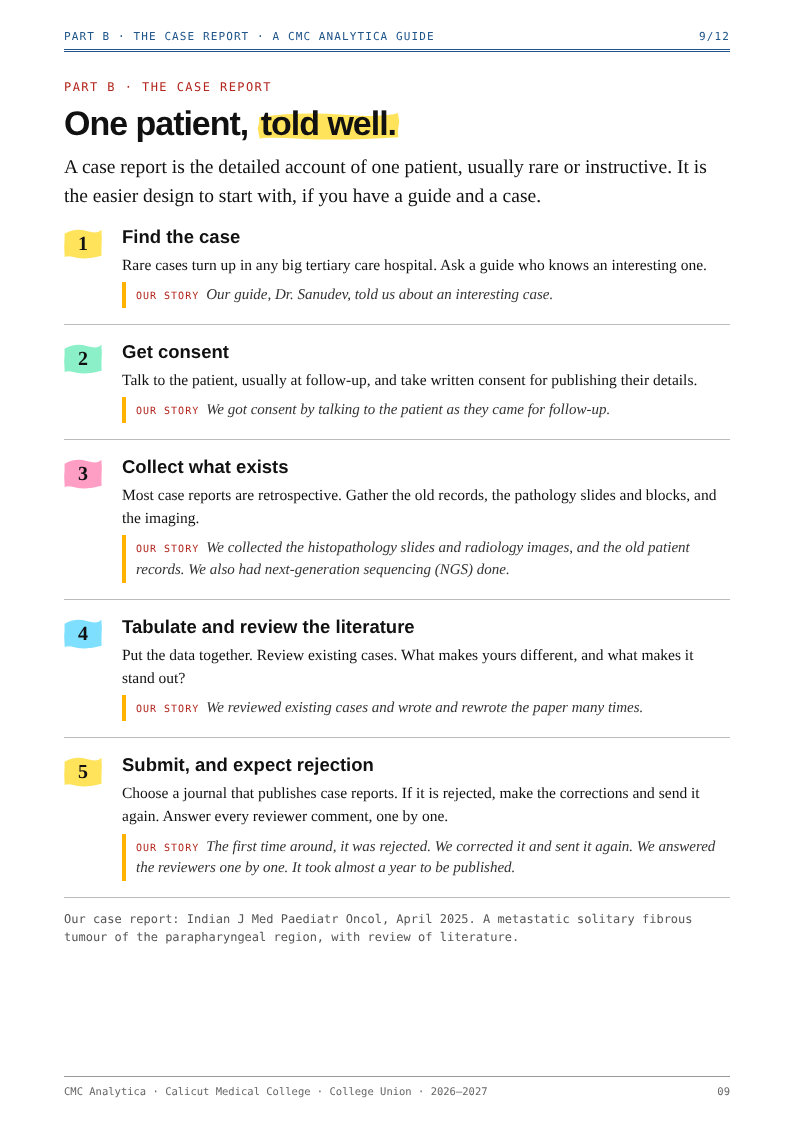 PART B · THE CASE REPORT · A CMC ANALYTICA GUIDE 9/12
PART B · THE CASE REPORT
One patient, told well.
A case report is the detailed account of one patient, usually rare or instructive. It is
the easier design to start with, if you have a guide and a case.
1 Find the case
Rare cases turn up in any big tertiary care hospital. Ask a guide who knows an interesting one.
OUR STORY Our guide, Dr. Sanudev, told us about an interesting case.
2 Get consent
Talk to the patient, usually at follow-up, and take written consent for publishing their details.
OUR STORY We got consent by talking to the patient as they came for follow-up.
3 Collect what exists
Most case reports are retrospective. Gather the old records, the pathology slides and blocks, and
the imaging.
OUR STORY We collected the histopathology slides and radiology images, and the old patient
records. We also had next-generation sequencing (NGS) done.
4 Tabulate and review the literature
Put the data together. Review existing cases. What makes yours different, and what makes it
stand out?
OUR STORY We reviewed existing cases and wrote and rewrote the paper many times.
5 Submit, and expect rejection
Choose a journal that publishes case reports. If it is rejected, make the corrections and send it
again. Answer every reviewer comment, one by one.
OUR STORY The first time around, it was rejected. We corrected it and sent it again. We answered
the reviewers one by one. It took almost a year to be published.
Our case report: Indian J Med Paediatr Oncol, April 2025. A metastatic solitary fibrous
tumour of the parapharyngeal region, with review of literature.
CMC Analytica · Calicut Medical College · College Union · 2026–2027 09